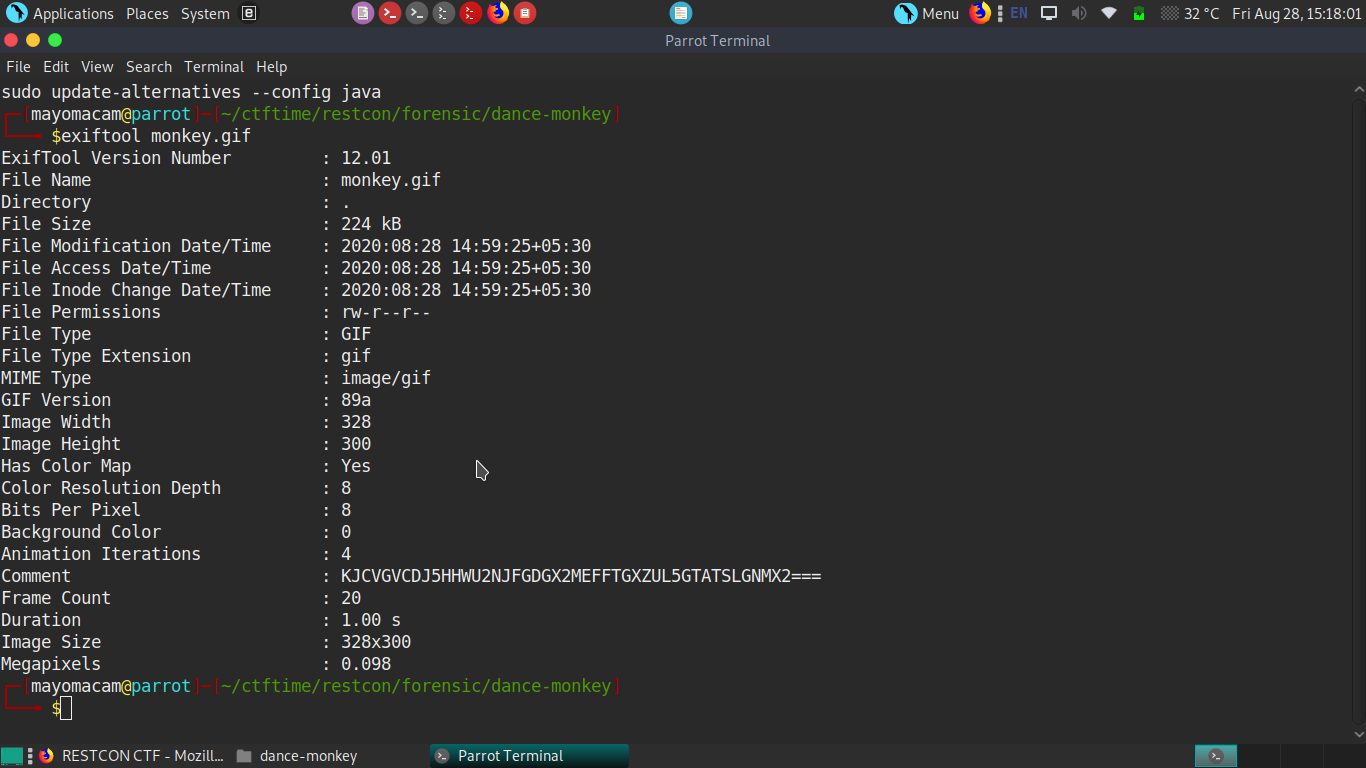 Applications Places System Menu EN 32 °C Fri Aug 28, 15:18:01
Parrot Terminal
File Edit View Search Terminal Help
sudo update-alternatives --config java
[mayomacam@parrot]-[~/ctftime/restcon/forensic/dance-monkey]
$exiftool monkey.gif
ExifTool Version Number : 12.01
File Name : monkey.gif
Directory : .
File Size : 224 kB
File Modification Date/Time : 2020:08:28 14:59:25+05:30
File Access Date/Time : 2020:08:28 14:59:25+05:30
File Inode Change Date/Time : 2020:08:28 14:59:25+05:30
File Permissions : rw-r--r--
File Type : GIF
File Type Extension : gif
MIME Type : image/gif
GIF Version : 89a
Image Width : 328
Image Height : 300
Has Color Map : Yes
Color Resolution Depth : 8
Bits Per Pixel : 8
Background Color : 0
Animation Iterations : 4
Comment : KJCVGVCDJ5HHWU2NJFGDGX2MEFFTGXZUL5GTATSLGNMX2===
Frame Count : 20
Duration : 1.00 s
Image Size : 328x300
Megapixels : 0.098
[mayomacam@parrot]-[~/ctftime/restcon/forensic/dance-monkey]
$
RESTCON CTF - Mozill... dance-monkey Parrot Terminal